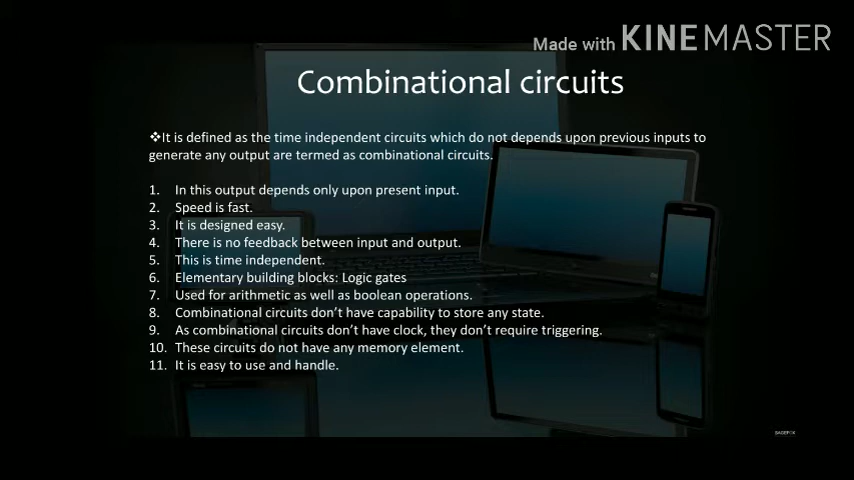 Made with KINEMASTER
Combinational circuits
❖It is defined as the time independent circuits which do not depends upon previous inputs to
generate any output are termed as combinational circuits.
1. In this output depends only upon present input.
2. Speed is fast.
3. It is designed easy.
4. There is no feedback between input and output.
5. This is time independent.
6. Elementary building blocks: Logic gates
7. Used for arithmetic as well as boolean operations.
8. Combinational circuits don't have capability to store any state.
9. As combinational circuits don't have clock, they don't require triggering.
10. These circuits do not have any memory element.
11. It is easy to use and handle.